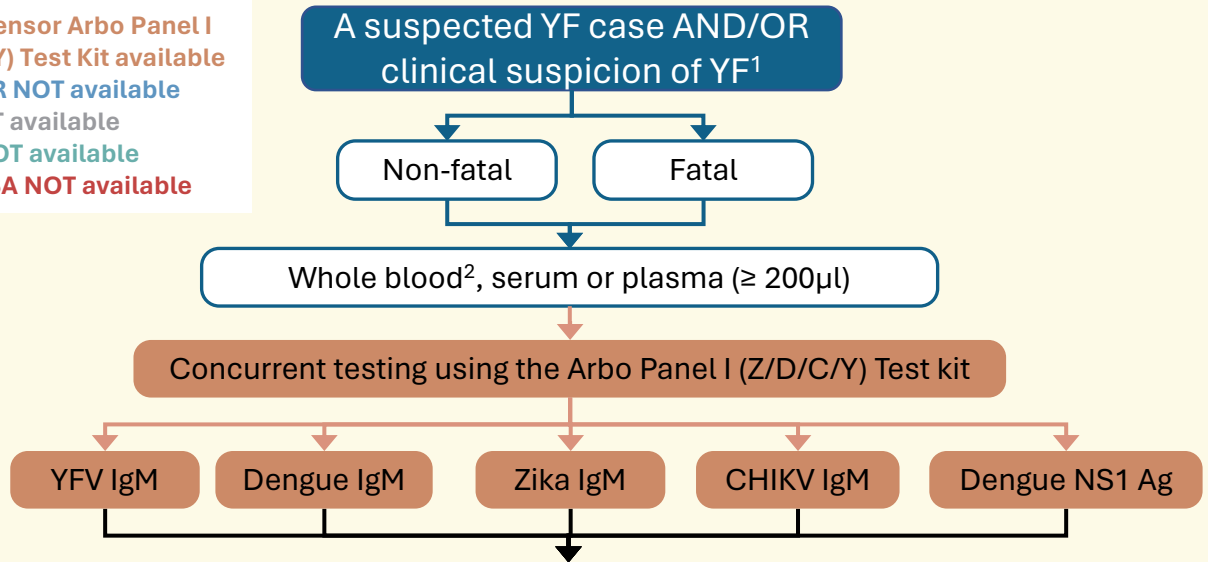 ensor Arbo Panel I
Y) Test Kit available
R NOT available
T available
OT available
A NOT available
A suspected YF case AND/OR
clinical suspicion of YF¹
Non-fatal
Fatal
Whole blood², serum or plasma (≥ 200µl)
Concurrent testing using the Arbo Panel I (Z/D/C/Y) Test kit
YFV IgM
Dengue IgM
Zika IgM
CHIKV IgM
Dengue NS1 Ag